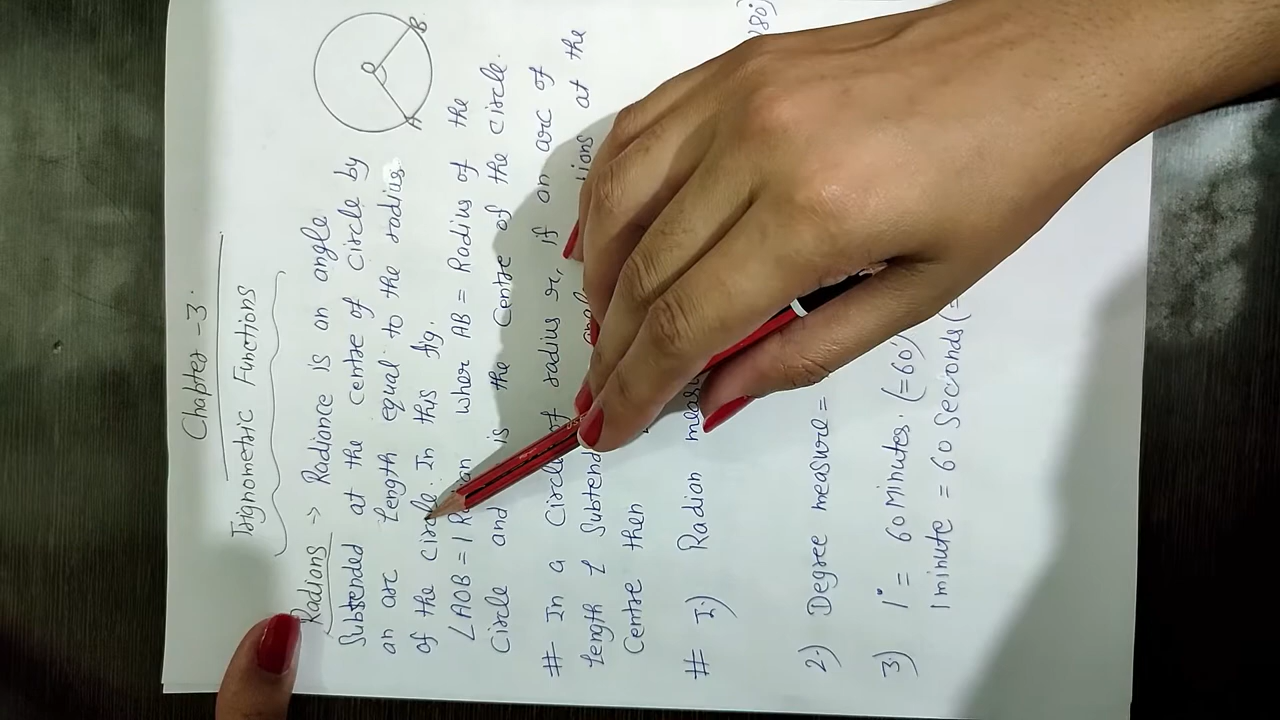 Chapter - 3.
Trignometric Functions
Radians -> Radiance is an angle
Subtended at the centre of Circle by
an arc Length equal to the radius
of the circle. In this fig.
∠AOB = 1 Radian wher AB = Radius of the
Circle and is the Centre of the circle.
# In a Circle of radius r, if an arc of
Length l Subtend at the
Centre then
# I.) Radian
2.) Degree measure =
3) 1° = 60 Minutes. (=60'
1 minute = 60 Seconds (=
180°)
O
A
B